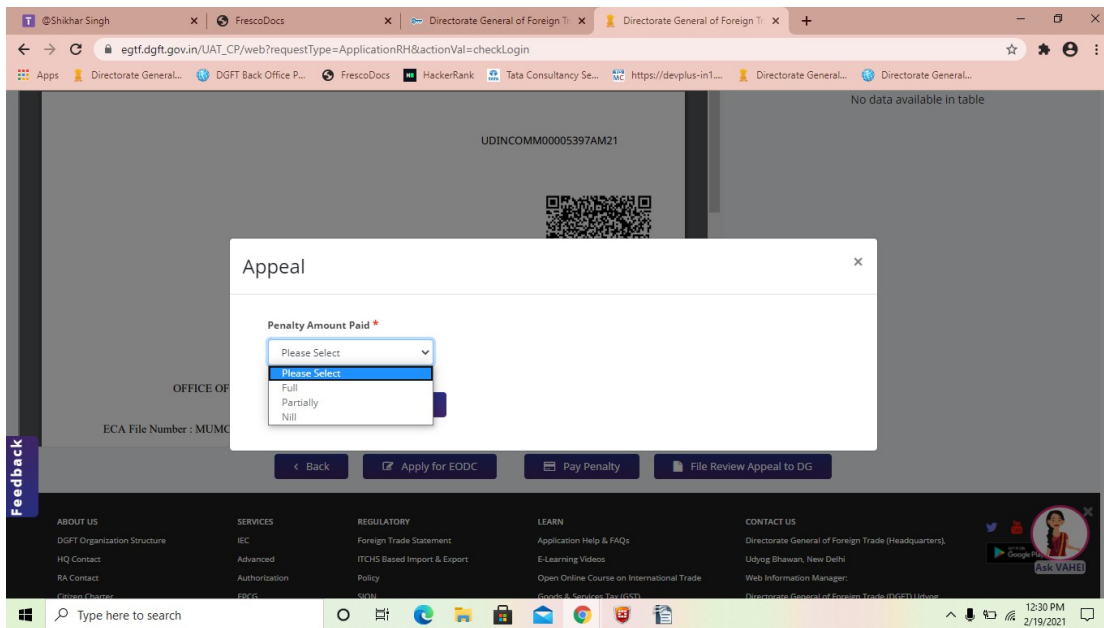 @Shikhar Singh
FrescoDocs
Directorate General of Foreign Tr
Directorate General of Foreign Tr
egtf.dgft.gov.in/UAT_CP/web?requestType=ApplicationRH&actionVal=checkLogin
Apps
Directorate General...
DGFT Back Office P...
FrescoDocs
HackerRank
Tata Consultancy Se...
https://devplus-in1....
Directorate General...
Directorate General...
No data available in table
UDINCOMM00005397AM21
Appeal
Penalty Amount Paid *
Please Select
Please Select
Full
Partially
Nill
OFFICE OF
ECA File Number : MUMC
Feedback
Back
Apply for EODC
Pay Penalty
File Review Appeal to DG
ABOUT US
DGFT Organization Structure
HQ Contact
RA Contact
Citizen Charter
SERVICES
IEC
Advanced
Authorization
EPCG
REGULATORY
Foreign Trade Statement
ITCHS Based Import & Export
Policy
SION
LEARN
Application Help & FAQs
E-Learning Videos
Open Online Course on International Trade
Goods & Services Tax (GST)
CONTACT US
Directorate General of Foreign Trade (Headquarters),
Udyog Bhawan, New Delhi
Web Information Manager:
Directorate General of Foreign Trade (DGFT) Udyog
Ask VAHEI
Type here to search
12:30 PM
2/19/2021